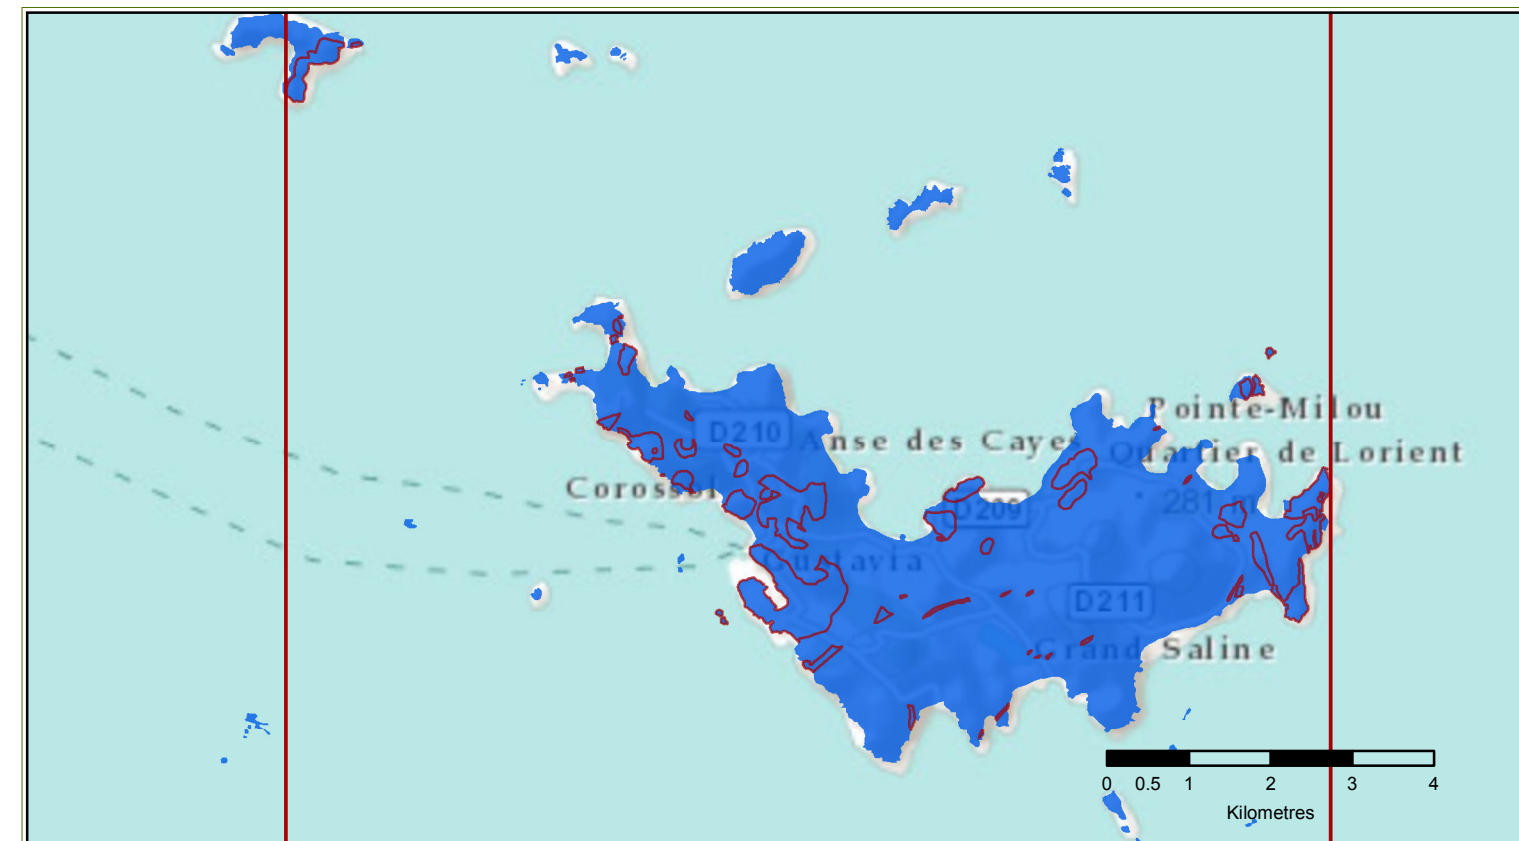 Pointe-Milou
D210
Anse des Cayes
Quartier de Lorient
Corossol
D209
281 m
Gustavia
D211
Grand Saline
0 0.5 1 2 3 4
Kilometres